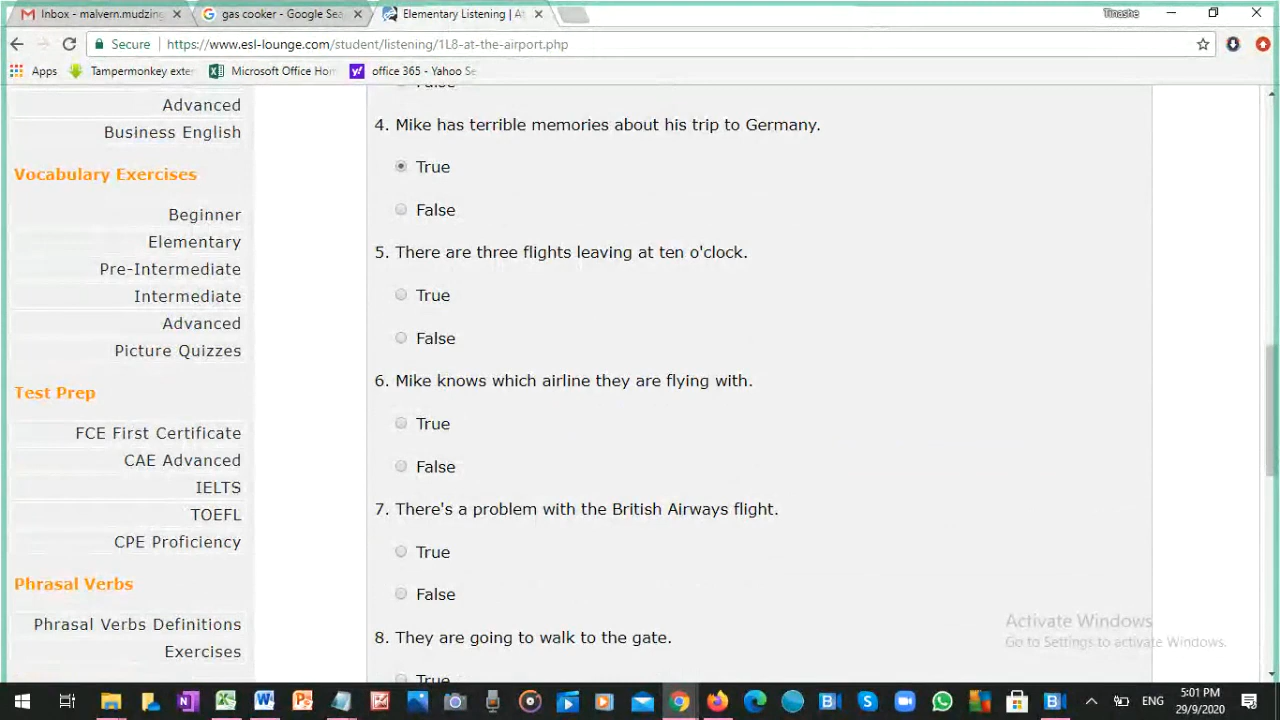 Inbox - malvern.mudzing
gas cooker - Google Sea
Elementary Listening | At
Tinashe
Secure
https://www.esl-lounge.com/student/listening/1L8-at-the-airport.php
Apps
Tampermonkey exter
Microsoft Office Hom
office 365 - Yahoo Se
Advanced
Business English
Vocabulary Exercises
Beginner
Elementary
Pre-Intermediate
Intermediate
Advanced
Picture Quizzes
Test Prep
FCE First Certificate
CAE Advanced
IELTS
TOEFL
CPE Proficiency
Phrasal Verbs
Phrasal Verbs Definitions
Exercises
False
4. Mike has terrible memories about his trip to Germany.
True
False
5. There are three flights leaving at ten o'clock.
True
False
6. Mike knows which airline they are flying with.
True
False
7. There's a problem with the British Airways flight.
True
False
8. They are going to walk to the gate.
True
Activate Windows
Go to Settings to activate Windows.
ENG
5:01 PM
29/9/2020